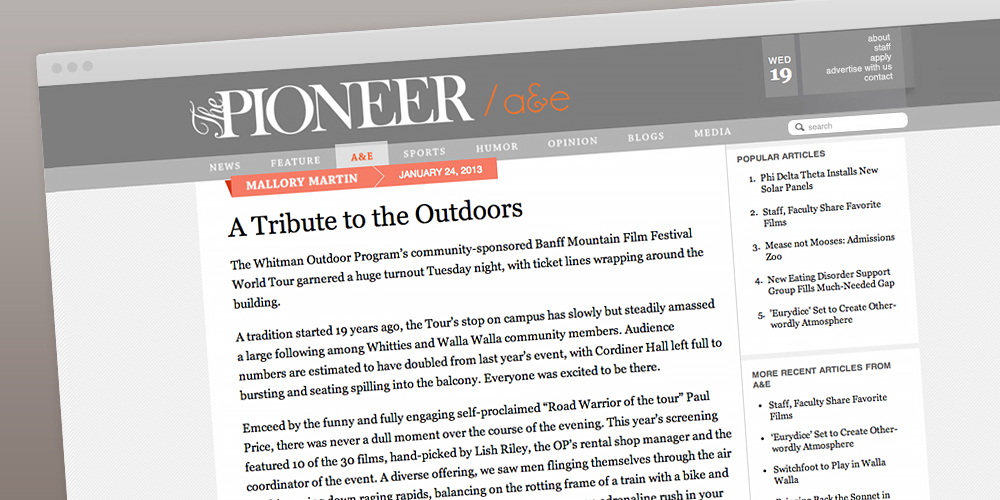 WED
19
about
staff
apply
advertise with us
contact
The PIONEER / a&e
NEWS FEATURE A&E SPORTS HUMOR OPINION BLOGS MEDIA
search
MALLORY MARTIN JANUARY 24, 2013
A Tribute to the Outdoors
The Whitman Outdoor Program's community-sponsored Banff Mountain Film Festival
World Tour garnered a huge turnout Tuesday night, with ticket lines wrapping around the
building.
A tradition started 19 years ago, the Tour's stop on campus has slowly but steadily amassed
a large following among Whitties and Walla Walla community members. Audience
numbers are estimated to have doubled from last year's event, with Cordiner Hall left full to
bursting and seating spilling into the balcony. Everyone was excited to be there.
Emceed by the funny and fully engaging self-proclaimed “Road Warrior of the tour” Paul
Price, there was never a dull moment over the course of the evening. This year's screening
featured 10 of the 30 films, hand-picked by Lish Riley, the OP's rental shop manager and the
coordinator of the event. A diverse offering, we saw men flinging themselves through the air
down raging rapids, balancing on the rotting frame of a train with a bike and
adrenaline rush in your
POPULAR ARTICLES
1. Phi Delta Theta Installs New
Solar Panels
2. Staff, Faculty Share Favorite
Films
3. Mease not Mooses: Admissions
Zoo
4. New Eating Disorder Support
Group Fills Much-Needed Gap
5. 'Eurydice' Set to Create Other-
wordly Atmosphere
MORE RECENT ARTICLES FROM
A&E
• Staff, Faculty Share Favorite
Films
• 'Eurydice' Set to Create Other-
wordly Atmosphere
• Switchfoot to Play in Walla
Walla
• Bringing Back the Sonnet in